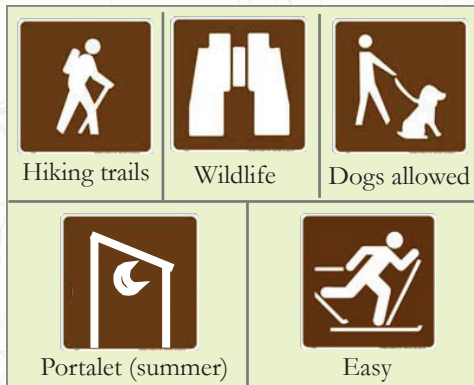 Hiking trails
Wildlife
Dogs allowed
Portalet (summer)
Easy